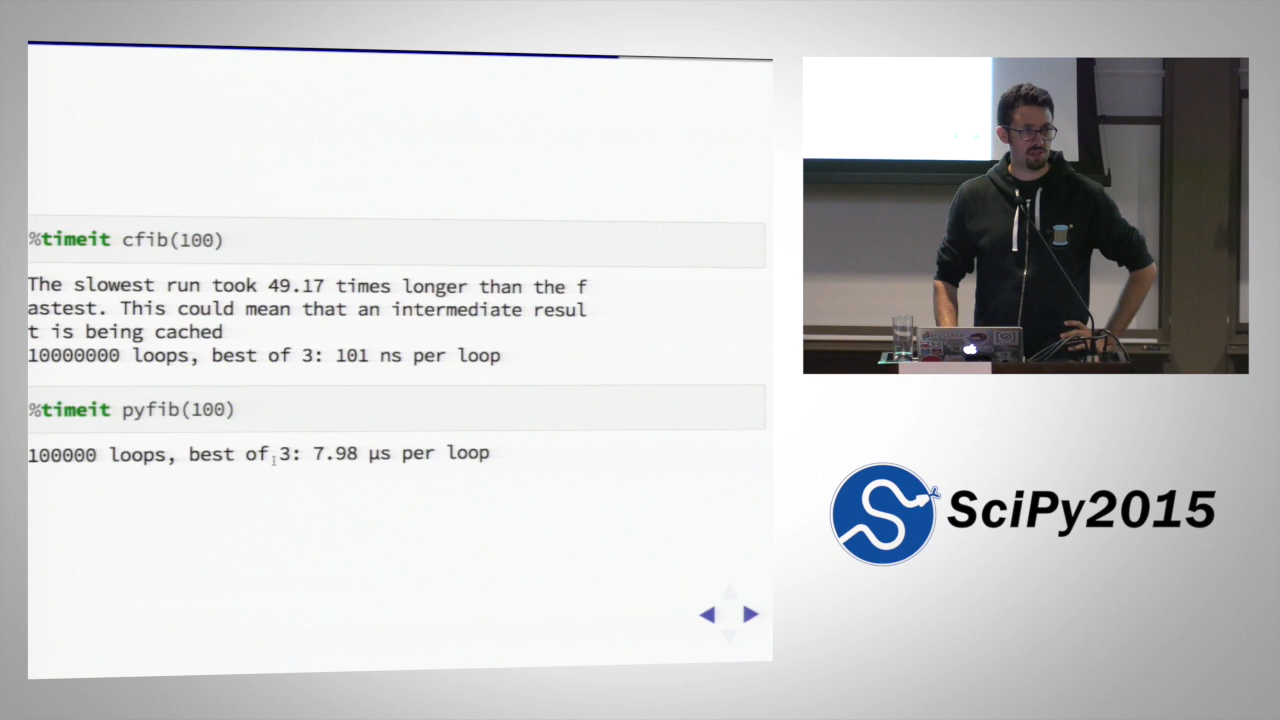 %timeit cfib(100)
The slowest run took 49.17 times longer than the f
astest. This could mean that an intermediate resul
t is being cached
10000000 loops, best of 3: 101 ns per loop
%timeit pyfib(100)
100000 loops, best of 3: 7.98 µs per loop
SciPy2015